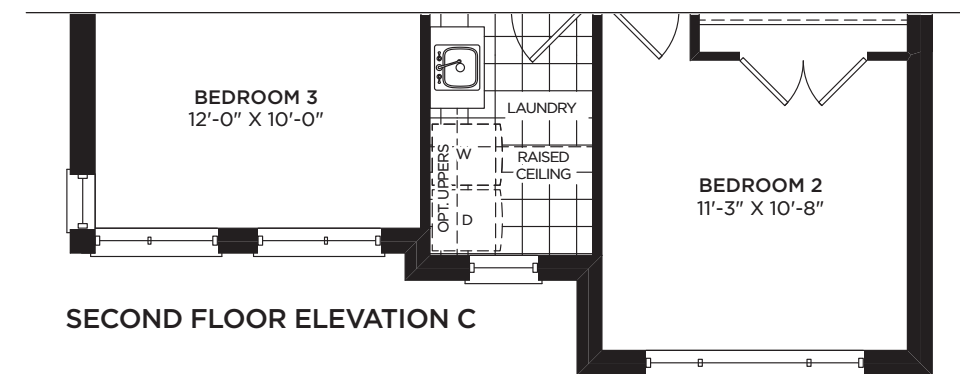 BEDROOM 3
12'-0" X 10'-0"
LAUNDRY
OPT. UPPERS
W
D
RAISED
CEILING
BEDROOM 2
11'-3" X 10'-8"
SECOND FLOOR ELEVATION C